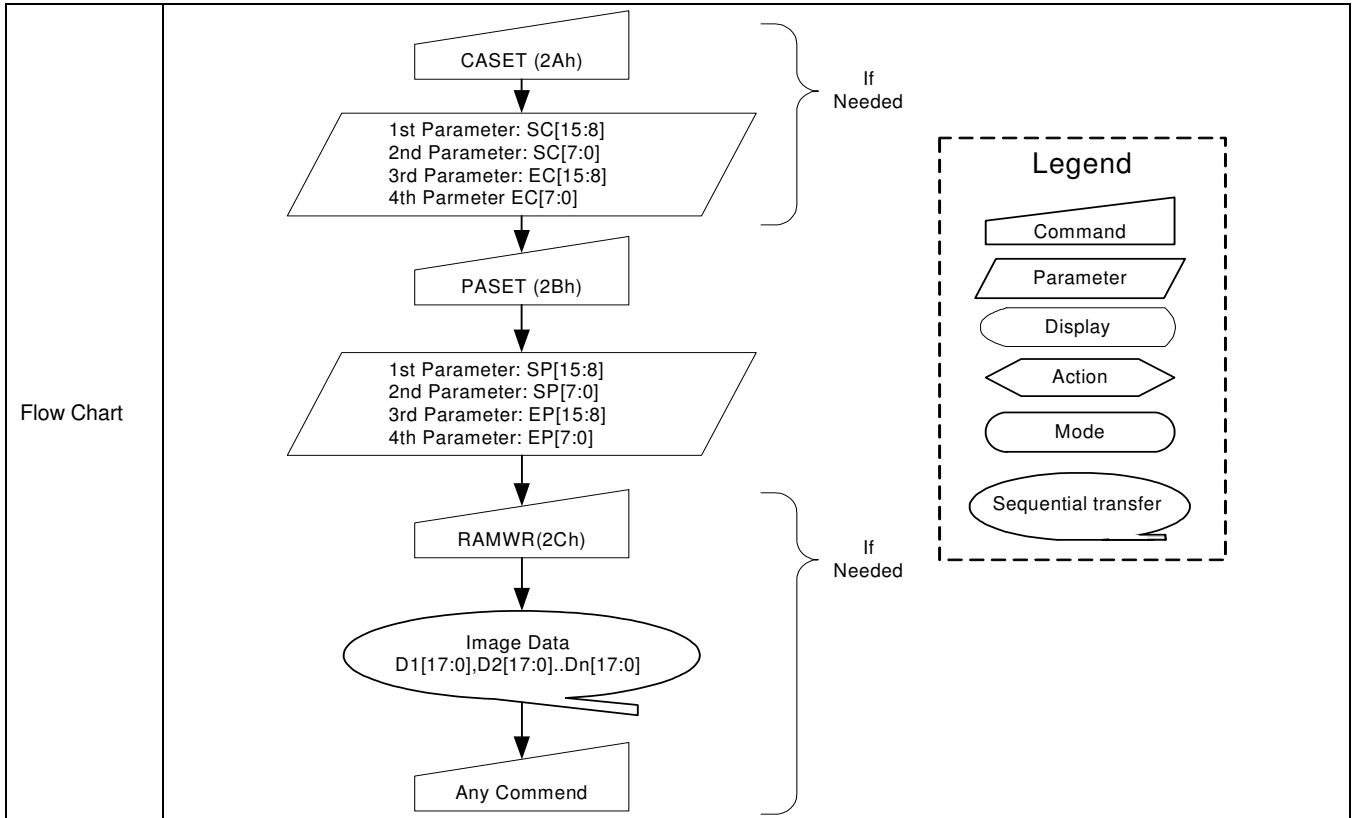 Flow Chart
CASET (2Ah)
If
Needed
1st Parameter: SC[15:8]
2nd Parameter: SC[7:0]
3rd Parameter: EC[15:8]
4th Parmeter EC[7:0]
PASET (2Bh)
1st Parameter: SP[15:8]
2nd Parameter: SP[7:0]
3rd Parameter: EP[15:8]
4th Parameter: EP[7:0]
RAMWR(2Ch)
If
Needed
Image Data
D1[17:0],D2[17:0]..Dn[17:0]
Any Commend
Legend
Command
Parameter
Display
Action
Mode
Sequential transfer